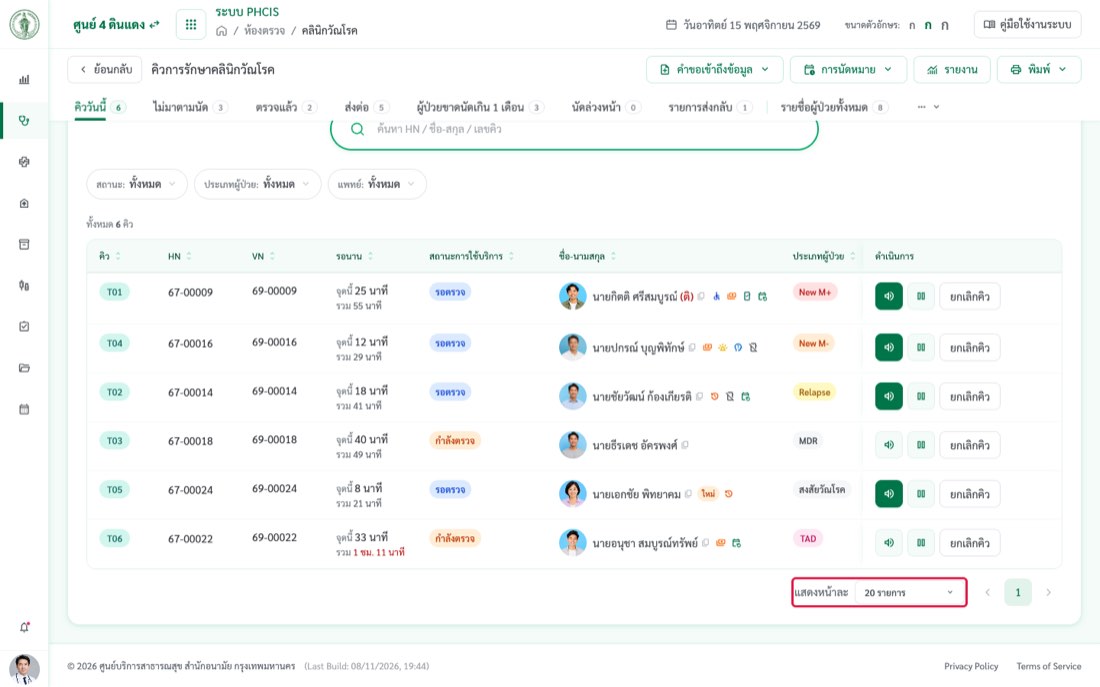 ศูนย์ 4 ดินแดง
ระบบ PHCIS
/ ห้องตรวจ / คลินิกวัณโรค
วันอาทิตย์ 15 พฤศจิกายน 2569
ขนาดตัวอักษร: ก ก ก
คู่มือใช้งานระบบ
ย้อนกลับ
คิวการรักษาคลินิกวัณโรค
คำขอเข้าถึงข้อมูล
การนัดหมาย
รายงาน
พิมพ์
คิววันนี้ 6
ไม่มาตามนัด 3
ตรวจแล้ว 2
ส่งต่อ 5
ผู้ป่วยขาดนัดเกิน 1 เดือน 3
นัดล่วงหน้า 0
รายการส่งกลับ 1
รายชื่อผู้ป่วยทั้งหมด 8
ค้นหา HN / ชื่อ-สกุล / เลขคิว
สถานะ: ทั้งหมด
ประเภทผู้ป่วย: ทั้งหมด
แพทย์: ทั้งหมด
ทั้งหมด 6 คิว
คิว HN VN รอนาน สถานะการใช้บริการ ชื่อ-นามสกุล ประเภทผู้ป่วย ดำเนินการ
T01 67-00009 69-00009 จุดนี้ 25 นาที รอตรวจ นายกิตติ ศรีสมบูรณ์ (ติ) New M+ ยกเลิกคิว
รวม 55 นาที
T04 67-00016 69-00016 จุดนี้ 12 นาที รอตรวจ นายปกรณ์ บุญพิทักษ์ New M- ยกเลิกคิว
รวม 29 นาที
T02 67-00014 69-00014 จุดนี้ 18 นาที รอตรวจ นายชัยวัฒน์ ก้องเกียรติ Relapse ยกเลิกคิว
รวม 41 นาที
T03 67-00018 69-00018 จุดนี้ 40 นาที กำลังตรวจ นายธีรเดช อัครพงศ์ MDR ยกเลิกคิว
รวม 49 นาที
T05 67-00024 69-00024 จุดนี้ 8 นาที รอตรวจ นายเอกชัย พิทยาคม ใหม่ สงสัยวัณโรค ยกเลิกคิว
รวม 21 นาที
T06 67-00022 69-00022 จุดนี้ 33 นาที กำลังตรวจ นายอนุชา สมบูรณ์ทรัพย์ TAD ยกเลิกคิว
รวม 1 ชม. 11 นาที
แสดงหน้าละ 20 รายการ 1
© 2026 ศูนย์บริการสาธารณสุข สำนักอนามัย กรุงเทพมหานคร (Last Build: 08/11/2026, 19:44)
Privacy Policy Terms of Service